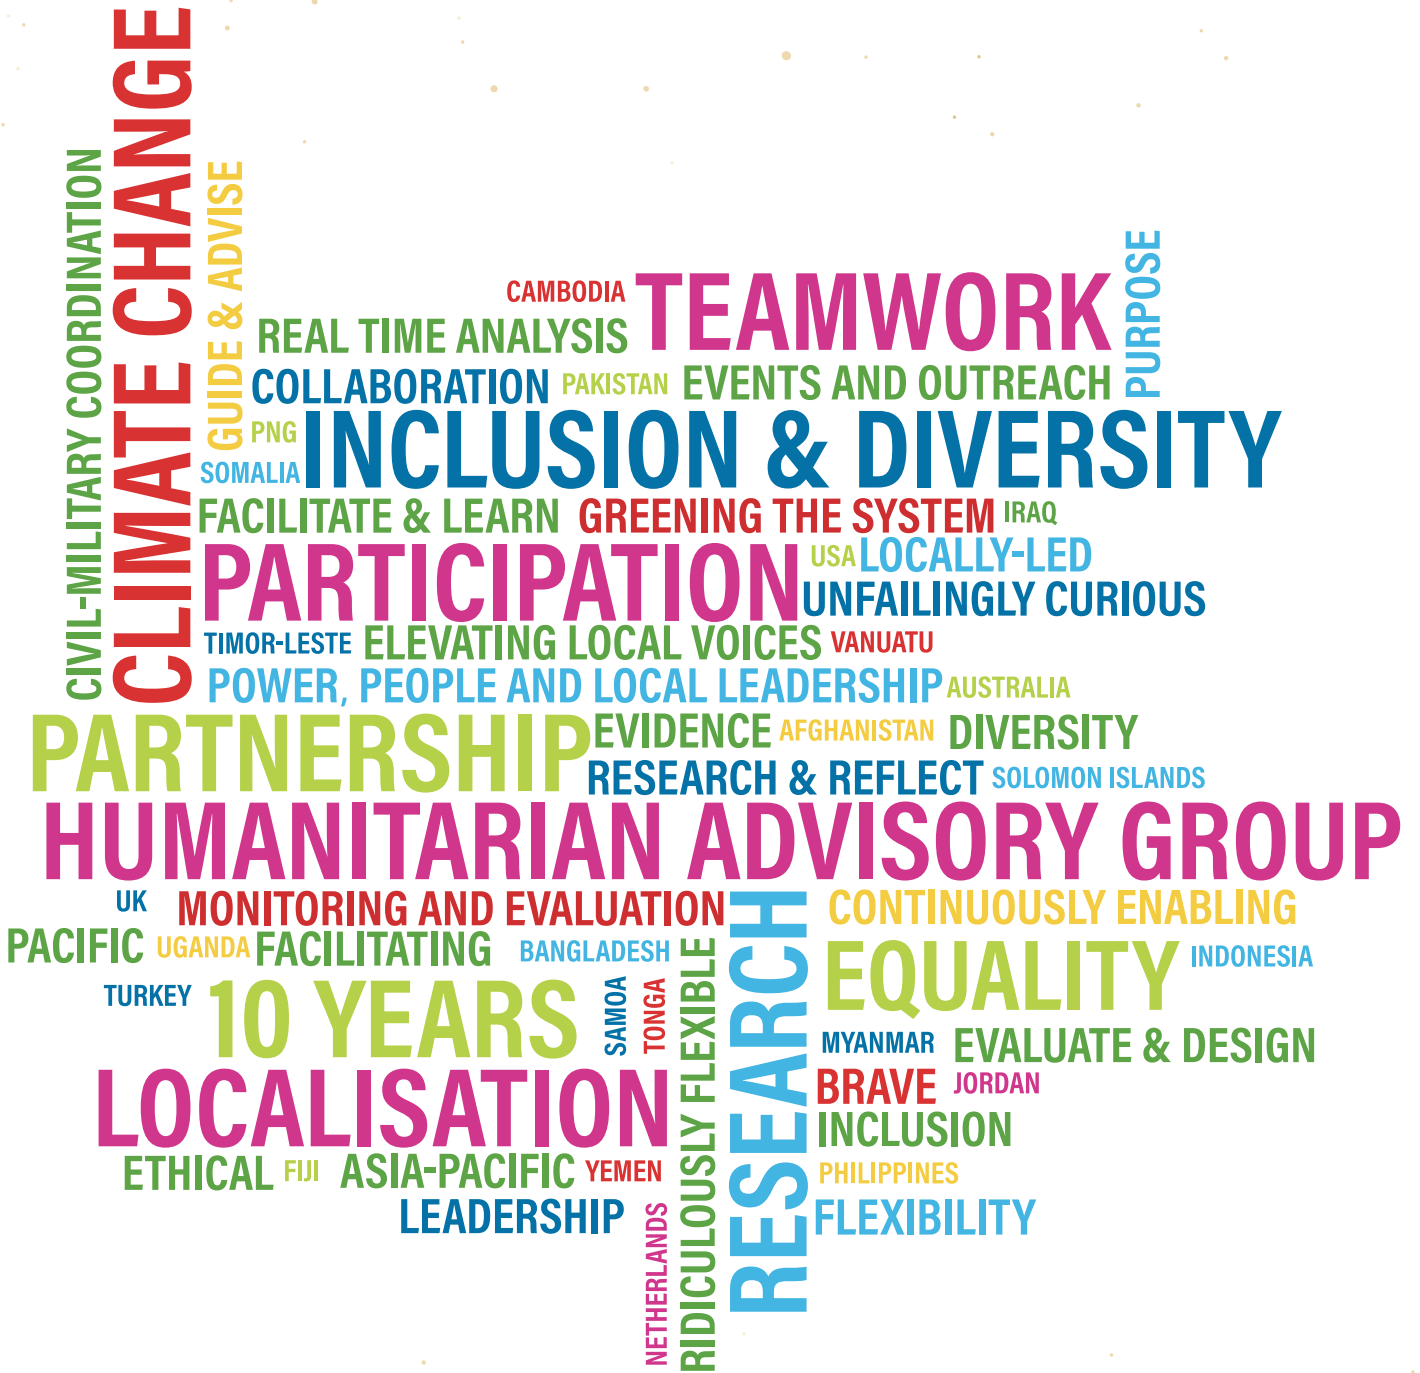 CIVIL-MILITARY COORDINATION
CLIMATE CHANGE
GUIDE & ADVISE
CAMBODIA
TEAMWORK
PURPOSE
REAL TIME ANALYSIS
COLLABORATION
PAKISTAN
EVENTS AND OUTREACH
PNG
INCLUSION & DIVERSITY
SOMALIA
FACILITATE & LEARN
GREENING THE SYSTEM
IRAQ
PARTICIPATION
USA
LOCALLY-LED
UNFAILINGLY CURIOUS
TIMOR-LESTE
ELEVATING LOCAL VOICES
VANUATU
POWER, PEOPLE AND LOCAL LEADERSHIP
AUSTRALIA
PARTNERSHIP
EVIDENCE
AFGHANISTAN
DIVERSITY
RESEARCH & REFLECT
SOLOMON ISLANDS
HUMANITARIAN ADVISORY GROUP
UK
MONITORING AND EVALUATION
RESEARCH
CONTINUOUSLY ENABLING
PACIFIC
UGANDA
FACILITATING
BANGLADESH
RIDICULOUSLY FLEXIBLE
EQUALITY
INDONESIA
TURKEY
10 YEARS
SAMOA
TONGA
MYANMAR
EVALUATE & DESIGN
LOCALISATION
BRAVE
JORDAN
INCLUSION
ETHICAL
FIJI
ASIA-PACIFIC
YEMEN
PHILIPPINES
LEADERSHIP
NETHERLANDS
FLEXIBILITY